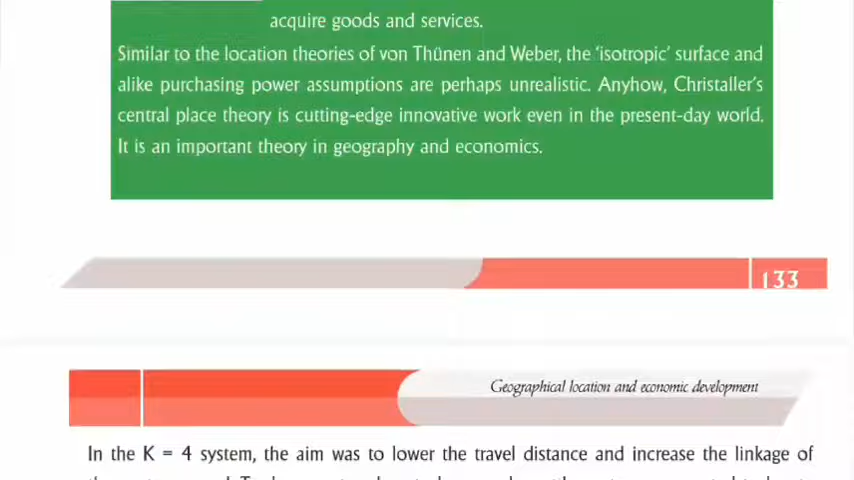 acquire goods and services.
Similar to the location theories of von Thünen and Weber, the ‘isotropic’ surface and
alike purchasing power assumptions are perhaps unrealistic. Anyhow, Christaller’s
central place theory is cutting-edge innovative work even in the present-day world.
It is an important theory in geography and economics.
133
Geographical location and economic development
In the K = 4 system, the aim was to lower the travel distance and increase the linkage of